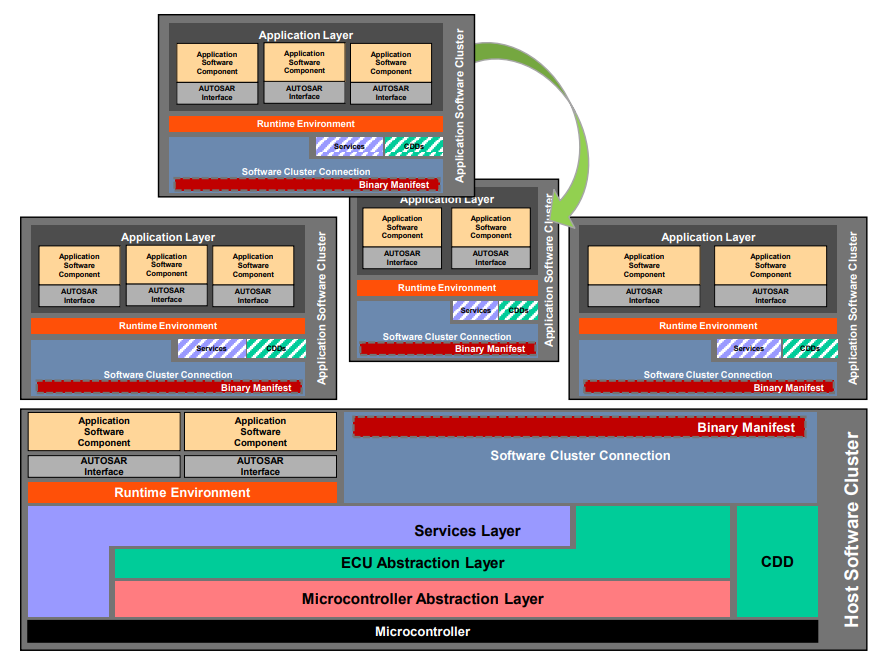 Application Layer
Application
Software
Component
Application
Software
Component
Application
Software
Component
AUTOSAR
Interface
AUTOSAR
Interface
AUTOSAR
Interface
Runtime Environment
Services
CDDs
Software Cluster Connection
Binary Manifest
Application Software Cluster
Application Layer
Application
Software
Component
Application
Software
Component
AUTOSAR
Interface
AUTOSAR
Interface
Runtime Environment
Services
CDDs
Software Cluster Connection
Binary Manifest
Application Software Cluster
Application Layer
Application
Software
Component
Application
Software
Component
Application
Software
Component
AUTOSAR
Interface
AUTOSAR
Interface
AUTOSAR
Interface
Runtime Environment
Services
CDDs
Software Cluster Connection
Binary Manifest
Application Software Cluster
Application Layer
Application
Software
Component
Application
Software
Component
AUTOSAR
Interface
AUTOSAR
Interface
Runtime Environment
Services
CDDs
Software Cluster Connection
Binary Manifest
Application Software Cluster
Application
Software
Component
Application
Software
Component
AUTOSAR
Interface
AUTOSAR
Interface
Runtime Environment
Binary Manifest
Software Cluster Connection
Services Layer
ECU Abstraction Layer
CDD
Microcontroller Abstraction Layer
Microcontroller
Host Software Cluster